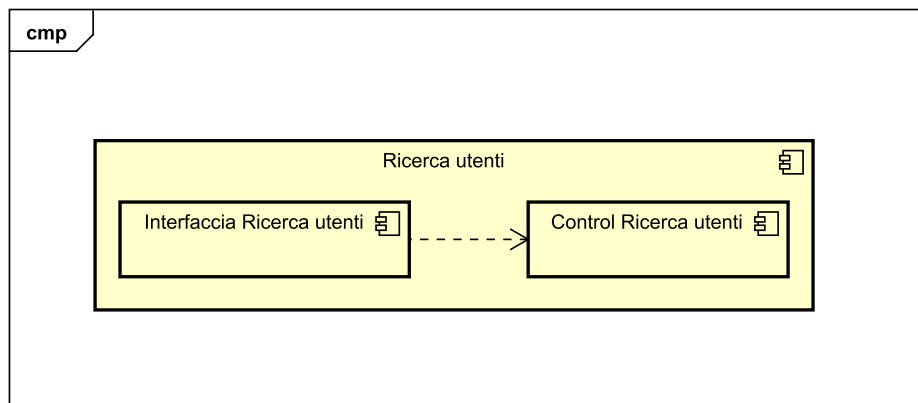 cmp
Ricerca utenti
Interfaccia Ricerca utenti
Control Ricerca utenti